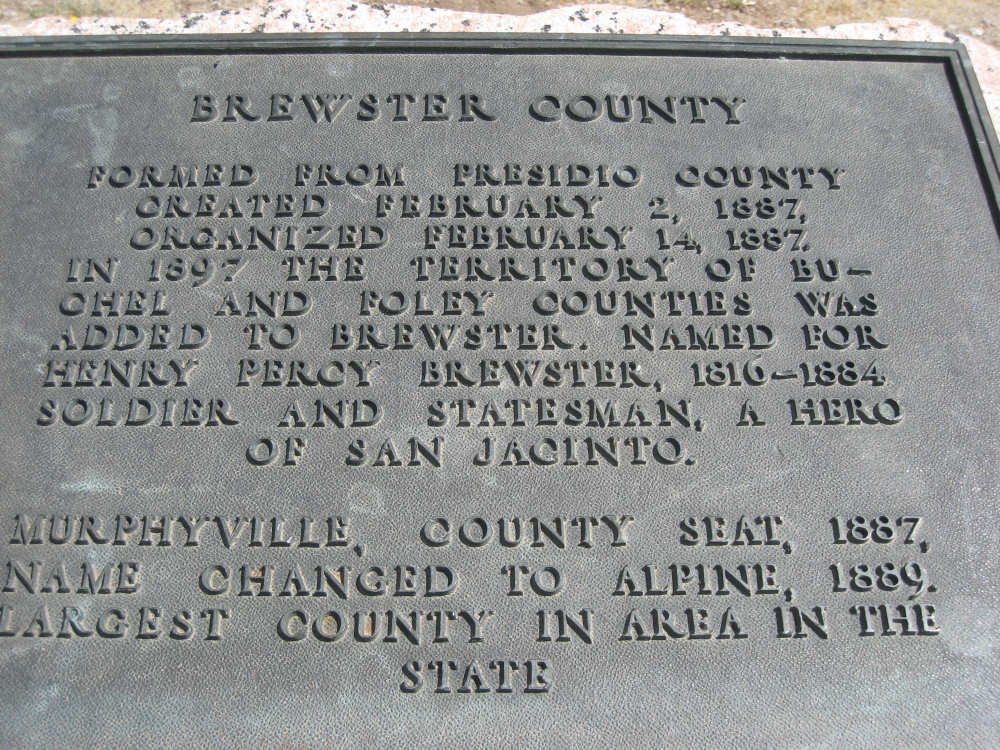 BREWSTER COUNTY
FORMED FROM PRESIDIO COUNTY
CREATED FEBRUARY 2, 1887,
ORGANIZED FEBRUARY 14, 1887.
IN 1897 THE TERRITORY OF BU-
CHEL AND FOLEY COUNTIES WAS
ADDED TO BREWSTER. NAMED FOR
HENRY PERCY BREWSTER, 1816-1884
SOLDIER AND STATESMAN, A HERO
OF SAN JACINTO.
MURPHYVILLE, COUNTY SEAT, 1887,
NAME CHANGED TO ALPINE, 1889.
LARGEST COUNTY IN AREA IN THE
STATE